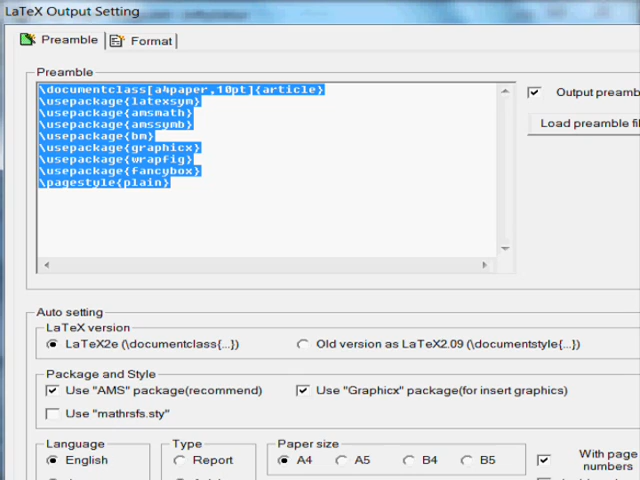 LaTeX Output Setting
Preamble
Format
Preamble
\documentclass[a4paper,10pt]{article}
\usepackage{latexsym}
\usepackage{amsmath}
\usepackage{amssymb}
\usepackage{bm}
\usepackage{graphicx}
\usepackage{wrapfig}
\usepackage{fancybox}
\pagestyle{plain}
Output preamb
Load preamble fil
Auto setting
LaTeX version
LaTeX2e (\documentclass{...})
Old version as LaTeX2.09 (\documentstyle{...})
Package and Style
Use "AMS" package(recommend)
Use "Graphicx" package(for insert graphics)
Use "mathrsfs.sty"
Language
English
Type
Report
Paper size
A4
A5
B4
B5
With page
numbers